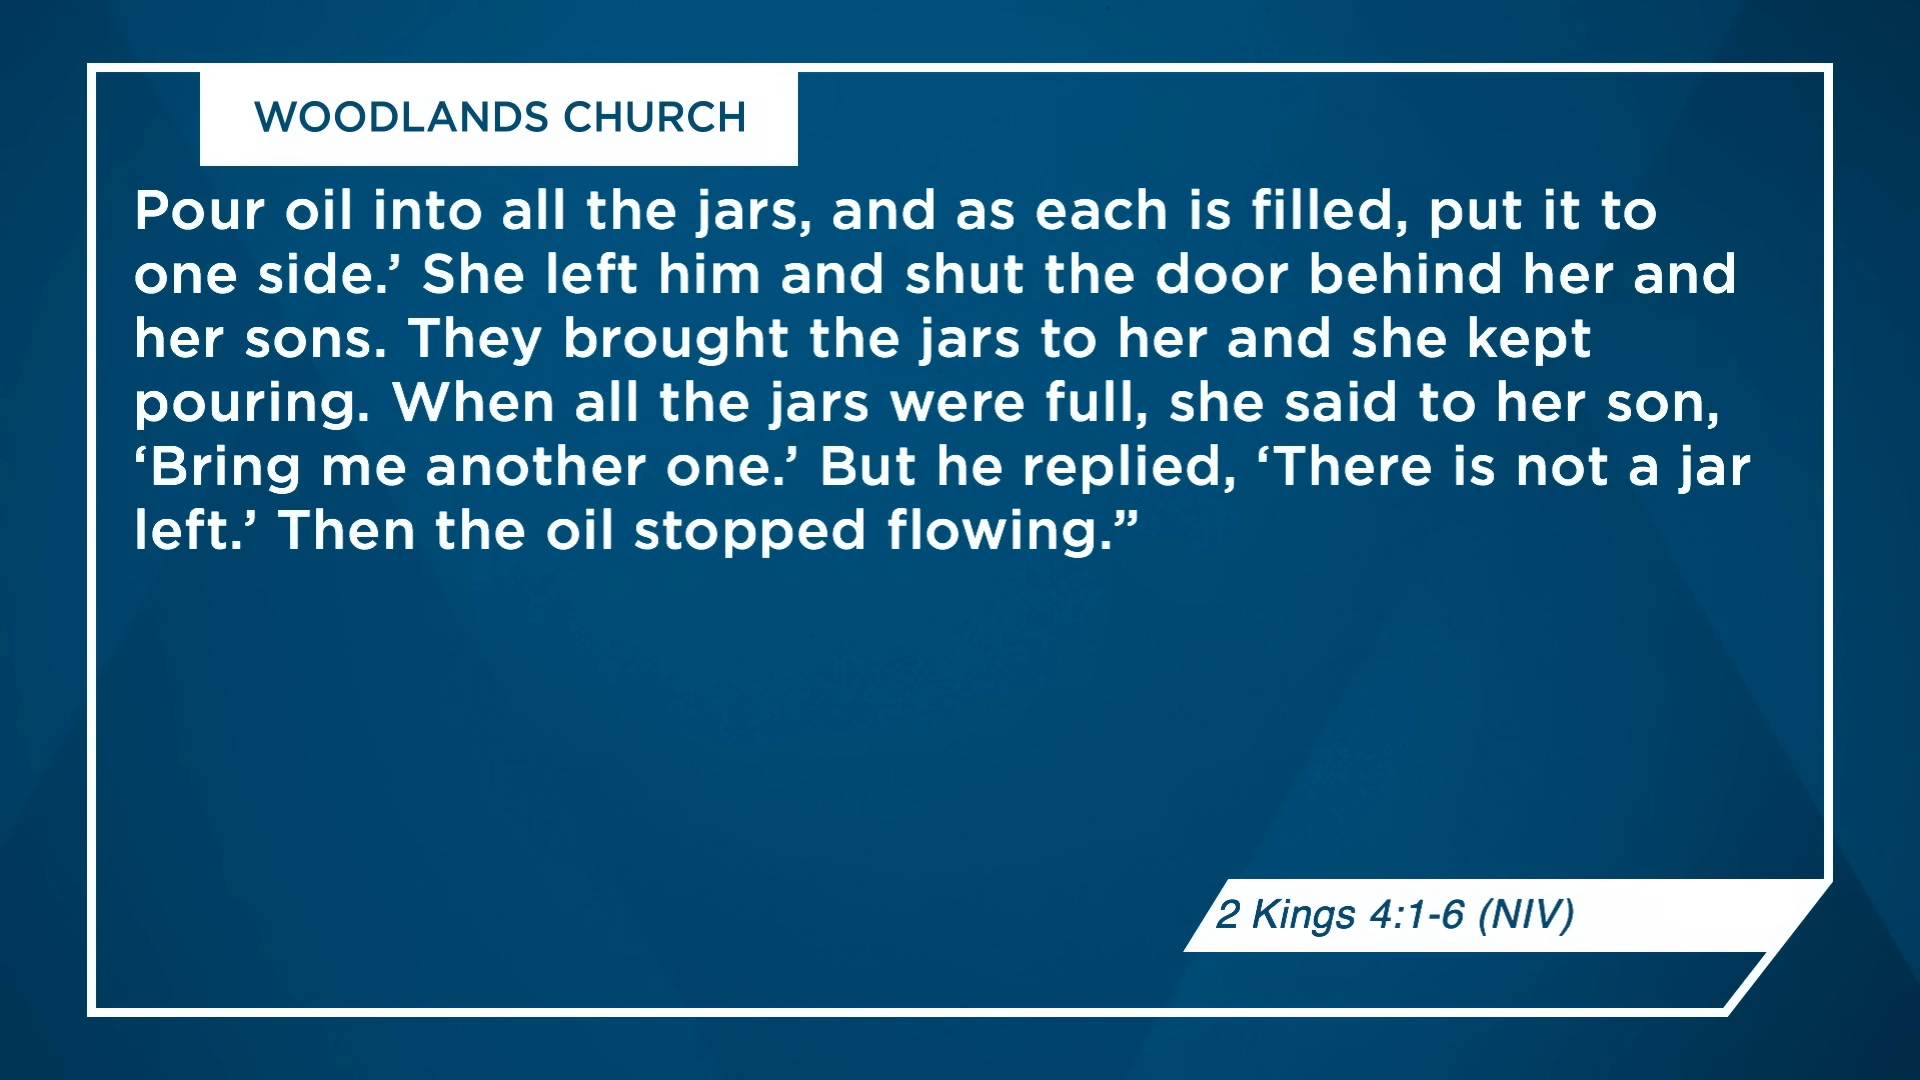 WOODLANDS CHURCH
Pour oil into all the jars, and as each is filled, put it to
one side.’ She left him and shut the door behind her and
her sons. They brought the jars to her and she kept
pouring. When all the jars were full, she said to her son,
‘Bring me another one.’ But he replied, ‘There is not a jar
left.’ Then the oil stopped flowing.”
2 Kings 4:1-6 (NIV)